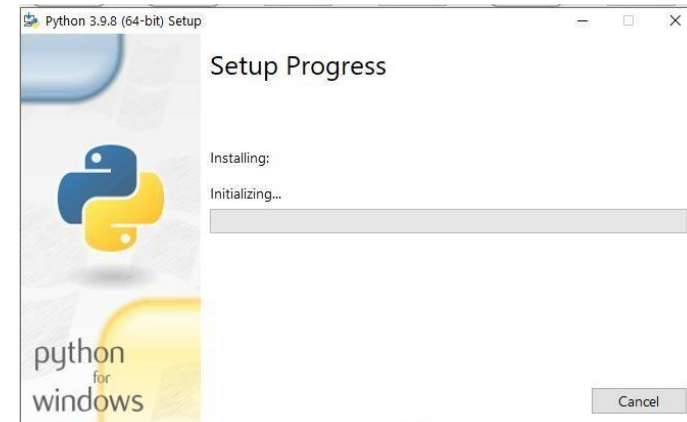 Python 3.9.8 (64-bit) Setup
Setup Progress
Installing:
Initializing...
python
for
windows
Cancel